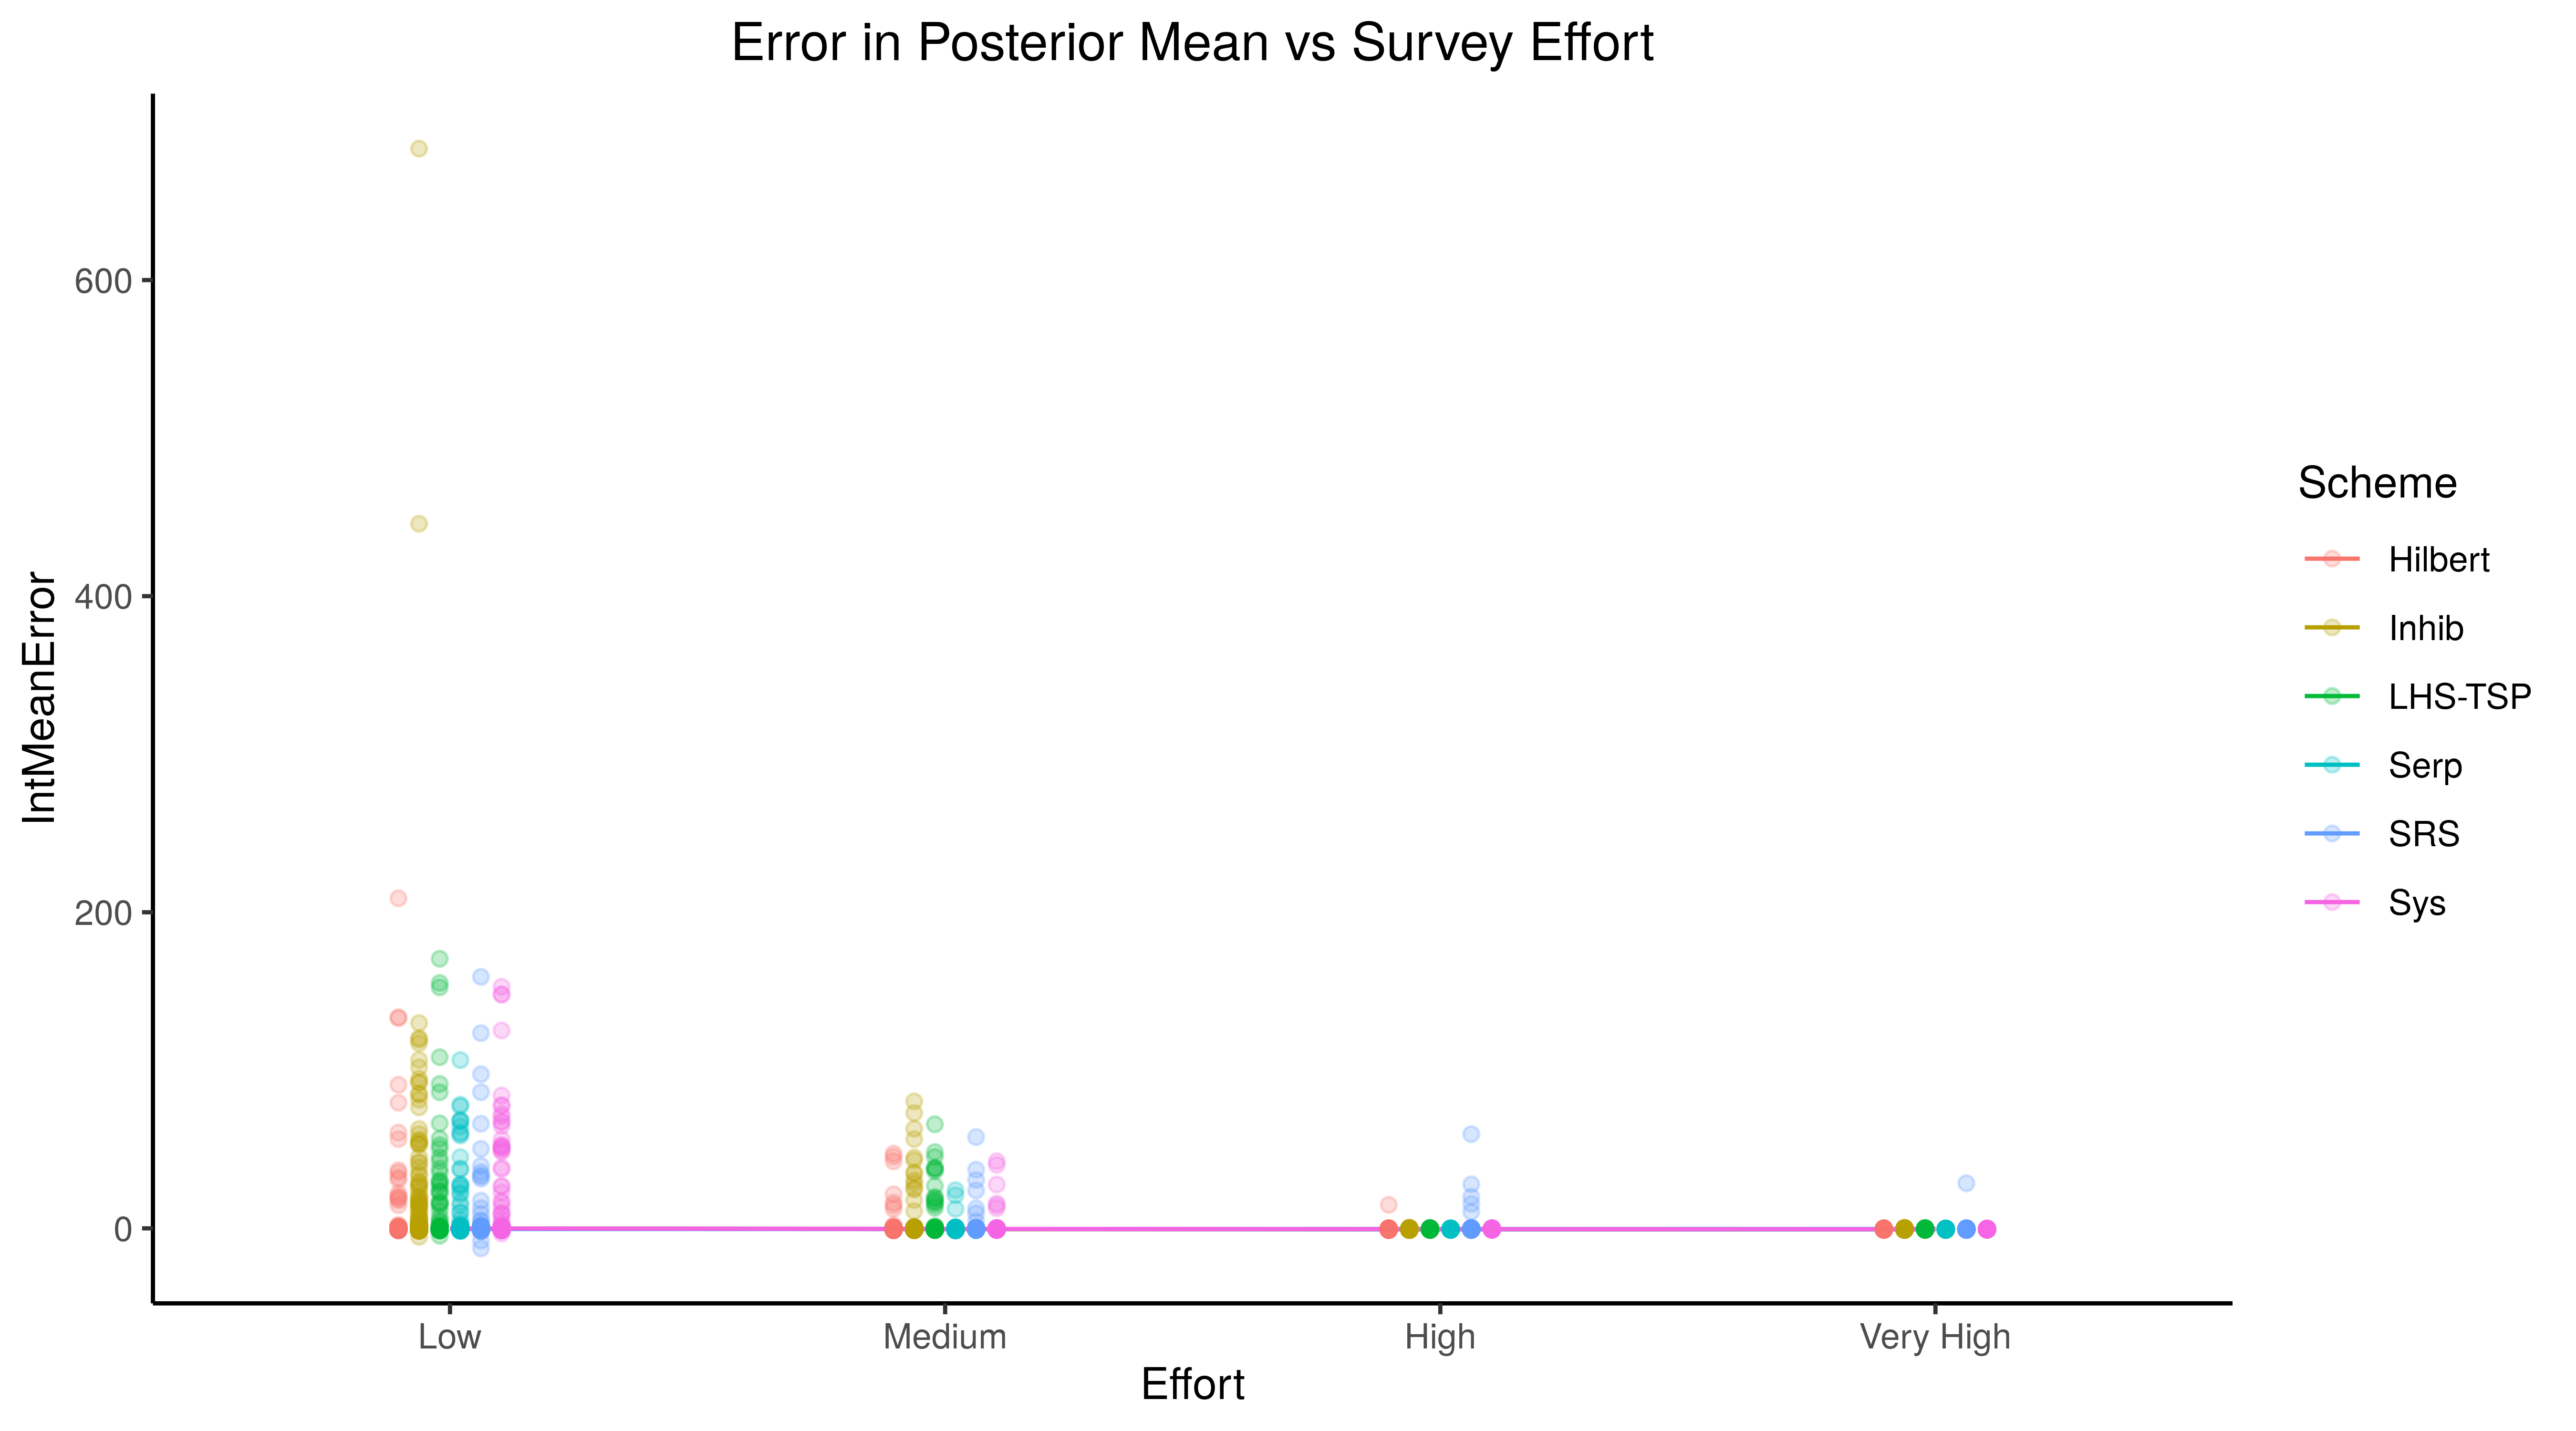 Error in Posterior Mean vs Survey Effort
IntMeanError
600
400
200
0
Low
Medium
High
Very High
Effort
Scheme
Hilbert
Inhib
LHS-TSP
Serp
SRS
Sys